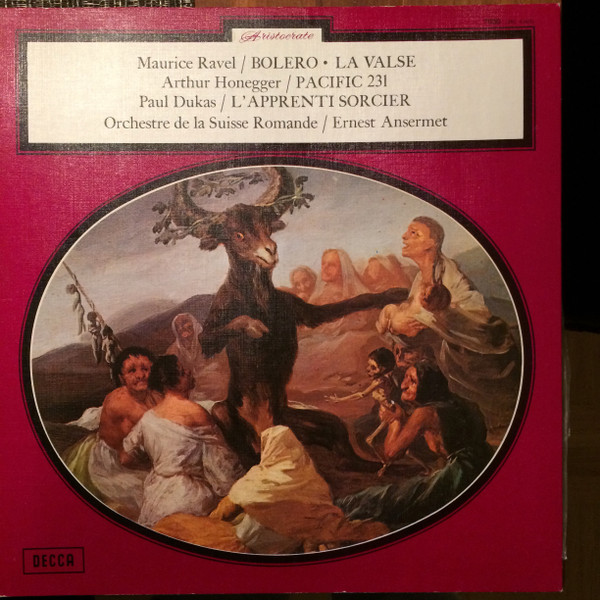 Aristocrate
Maurice Ravel / BOLERO • LA VALSE
Arthur Honegger / PACIFIC 231
Paul Dukas / L'APPRENTI SORCIER
Orchestre de la Suisse Romande / Ernest Ansermet
DECCA